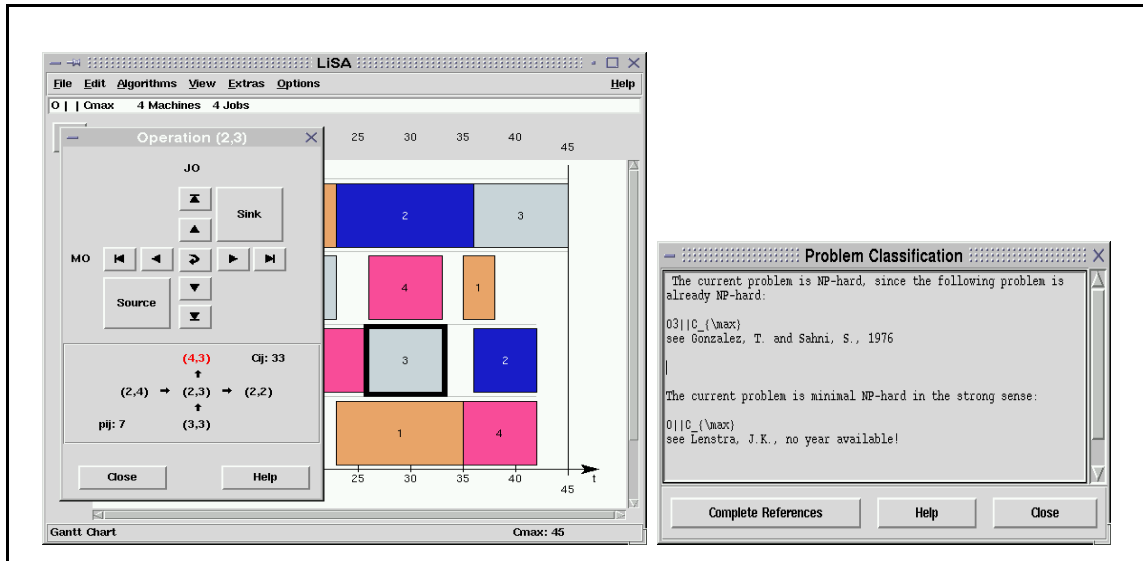 LiSA
File Edit Algorithms View Extras Options Help
O | | Cmax 4 Machines 4 Jobs
Operation (2,3)
25 30 35 40 45
JO
Sink
MO
Source
(4,3) Cij: 33
(2,4) → (2,3) → (2,2)
pij: 7 (3,3)
Close Help
2 3
4 1
3 2
1 4
25 30 35 40 45 t
Gantt Chart Cmax: 45
Problem Classification
The current problem is NP-hard, since the following problem is
already NP-hard:
O3||C_{\max}
see Gonzalez, T. and Sahni, S., 1976
The current problem is minimal NP-hard in the strong sense:
O||C_{\max}
see Lenstra, J.K., no year available!
Complete References Help Close